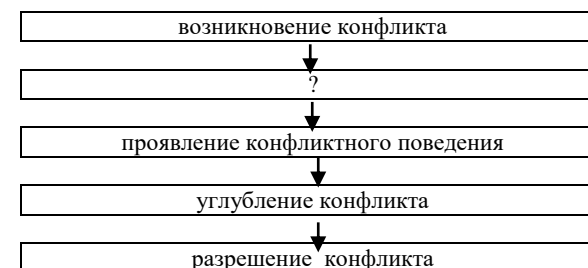 возникновение конфликта
?
проявление конфликтного поведения
углубление конфликта
разрешение конфликта